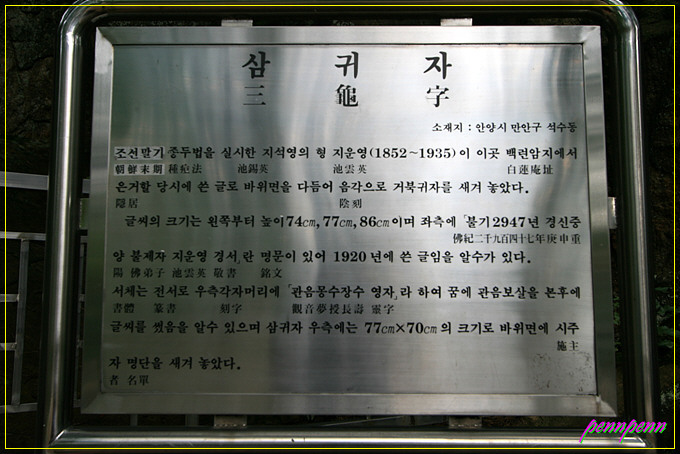 삼 귀 자
三 龜 字
소재지 : 안양시 만안구 석수동
조선말기 종두법을 실시한 지석영의 형 지운영(1852~1935)이 이곳 백련암지에서
朝鮮末期 種痘法 池錫英 池雲英 白蓮庵址
은거할 당시에 쓴 글로 바위면을 다듬어 음각으로 거북귀자를 새겨 놓았다.
隱居 陰刻
글씨의 크기는 왼쪽부터 높이74cm, 77cm, 86cm이며 좌측에「불기2947년 경신중
佛紀二千九百四十七年庚申重
양 불제자 지운영 경서」란 명문이 있어 1920년에 쓴 글임을 알수가 있다.
陽 佛弟子 池雲英 敬書 銘文
서체는 전서로 우측각자머리에「관음몽수장수 영자」라 하여 꿈에 관음보살을 본후에
書體 篆書 刻字 觀音夢授長壽 靈字
글씨를 썼음을 알수 있으며 삼귀자 우측에는 77cm×70cm의 크기로 바위면에 시주
施主
자 명단을 새겨 놓았다.
者 名單
pennpenn